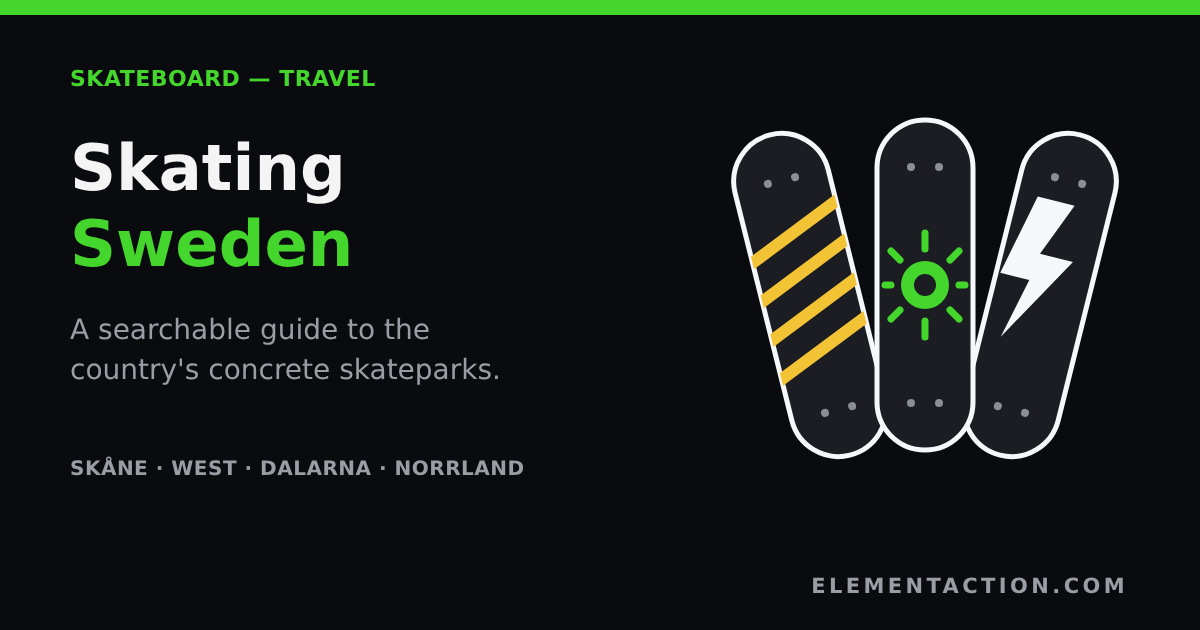 SKATEBOARD — TRAVEL
Skating
Sweden
A searchable guide to the
country's concrete skateparks.
SKÅNE · WEST · DALARNA · NORRLAND
ELEMENTACTION.COM